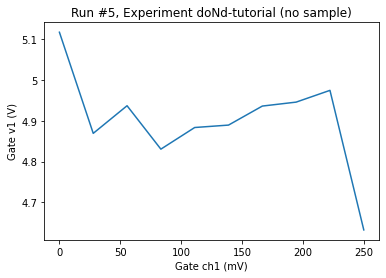 Run #5, Experiment doNd-tutorial (no sample)
Gate v1 (V)
5.1
5
4.9
4.8
4.7
0 50 100 150 200 250
Gate ch1 (mV)